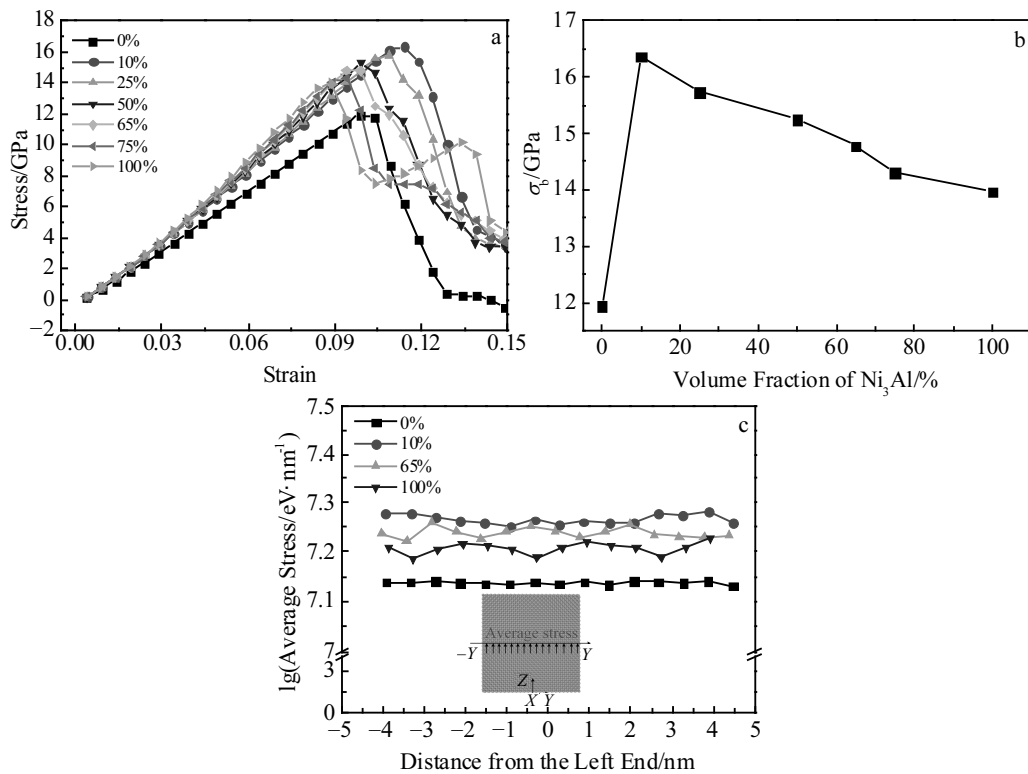 a
18
16
14
12
10
8
6
4
2
0
−2
Stress/GPa
0%
10%
25%
50%
65%
75%
100%
0.00 0.03 0.06 0.09 0.12 0.15
Strain
b
17
16
15
14
13
12
σb/GPa
0 20 40 60 80 100
Volume Fraction of Ni3Al/%
c
7.5
7.4
7.3
7.2
7.1
7
3
0
lg(Average Stress/eV·nm-1)
0%
10%
65%
100%
Average stress
−Y Y
Z
X Y
−5 −4 −3 −2 −1 0 1 2 3 4 5
Distance from the Left End/nm